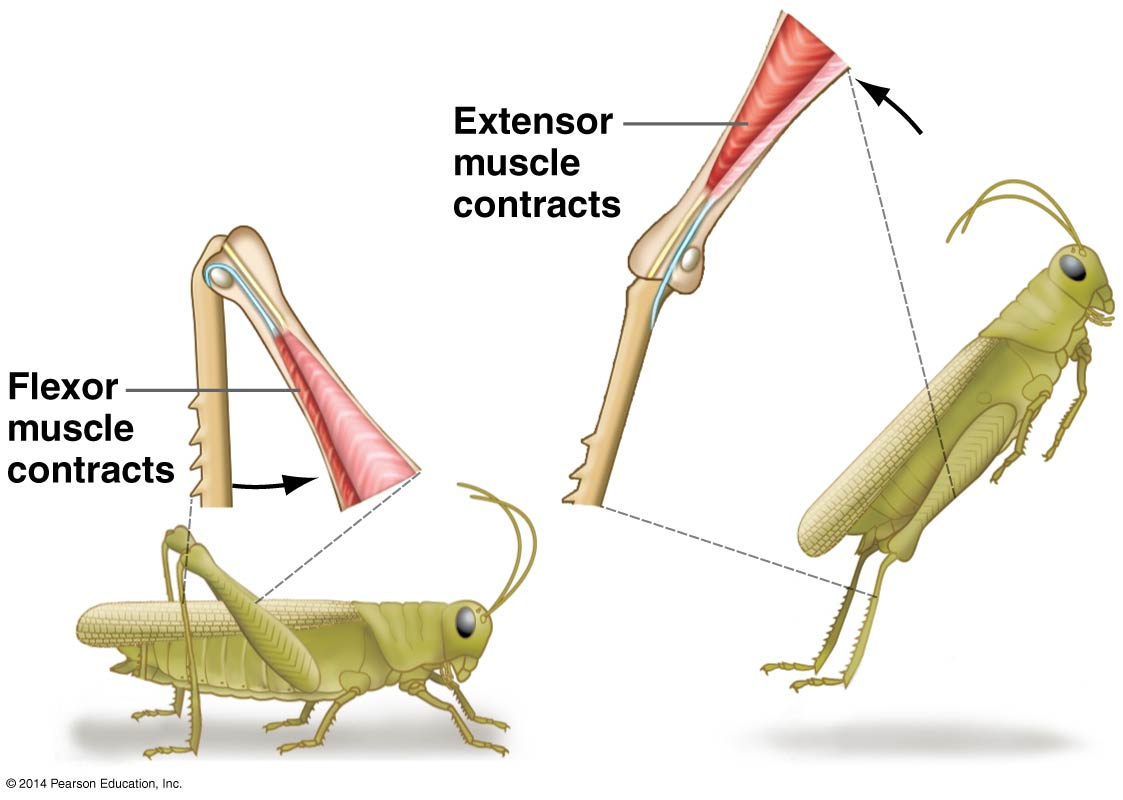 Extensor
muscle
contracts
Flexor
muscle
contracts
© 2014 Pearson Education, Inc.